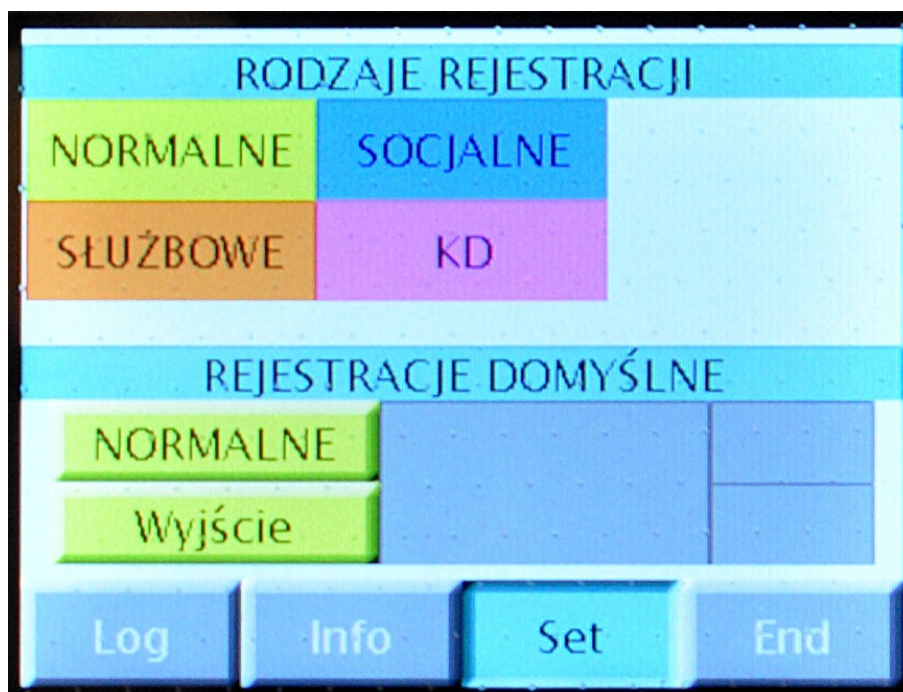 RODZAJE REJESTRACJI
NORMALNE SOCJALNE
SŁUŻBOWE KD
REJESTRACJE DOMYŚLNE
NORMALNE
Wyjście
Log Info Set End